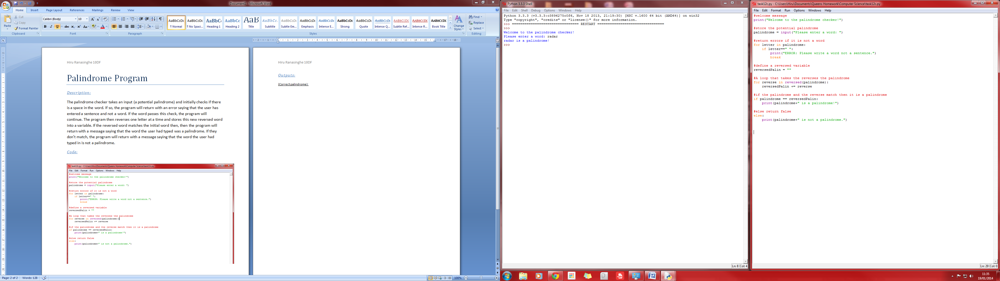 Document1 - Microsoft Word
Home Insert Page Layout References Mailings Review View
Paste
Cut
Copy
Format Painter
Clipboard
Calibri (Body) 10
Font
Paragraph
AaBbCcDc AaBbCcDc AaBbC AaBbCc AaB AaBbCc. AaBbCcDc AaBbCcDc AaBbCcDc AaBbCcDc AaBbCcDc AaBbCcDc AABBCCDC AABBCCDC AaBbCcDc
¶ Normal ¶ No Spaci... Heading 1 Heading 2 Title Subtitle Subtle Em... Emphasis Intense E... Strong Quote Intense Q... Subtle Ref... Intense R... Book Title
Change
Styles
Styles
Find
Replace
Select
Editing
Hiru Ranasinghe 10DF
Palindrome Program
Description:
The palindrome checker takes an input (a potential palindrome) and initially checks if there
is a space in the word. If so, the program will return with an error saying that the user has
entered a sentence and not a word. If the word passes this check, the program will
continue. The program then reverses one letter at a time and stores this new reversed word
into a variable. If the reversed word matches the initial word then, then the program will
return with a message saying that the word the user had typed was a palindrome. If they
don't match, the program will return with a message saying that the word the user had
typed in is not a palindrome.
Code:
task12c.py - C:\Users\Hiru\Documents\Queens Homework\Computer Science\task12c.py
File Edit Format Run Options Windows Help
#welcome message
print("Welcome to the palindrome checker!")
#store the potential palindrome
palindrome = input("Please enter a word: ")
#return errors if it is not a word
for letter in palindrome:
if letter==" ":
print("ERROR: Please write a word not a sentence.")
break
#define a reversed variable
reversedPalin = ""
#A loop that takes the reverses the palindrome
for reverse in reversed(palindrome):
reversedPalin += reverse
#if the palindrome and the reverse match then it is a palindrome
if palindrome == reversedPalin:
print(palindrome+" is a palindrome!")
#else return false
else:
print(palindrome+" is not a palindrome.")
Hiru Ranasinghe 10DF
Outputs:
(Correct palindrome):
Page: 2 of 2 Words: 128
100%
Python 3.3.3 Shell
File Edit Shell Debug Options Windows Help
Python 3.3.3 (v3.3.3:c3896275c0f6, Nov 18 2013, 21:19:30) [MSC v.1600 64 bit (AMD64)] on win32
Type "copyright", "credits" or "license()" for more information.
>>> ================================ RESTART ================================
>>>
Welcome to the palindrome checker!
Please enter a word: radar
radar is a palindrome!
>>>
Ln: 8 Col: 4
task12c.py - C:\Users\Hiru\Documents\Queens Homework\Computer Science\task12c.py
File Edit Format Run Options Windows Help
#welcome message
print("Welcome to the palindrome checker!")
#store the potential palindrome
palindrome = input("Please enter a word: ")
#return errors if it is not a word
for letter in palindrome:
if letter==" ":
print("ERROR: Please write a word not a sentence.")
break
#define a reversed variable
reversedPalin = ""
#A loop that takes the reverses the palindrome
for reverse in reversed(palindrome):
reversedPalin += reverse
#if the palindrome and the reverse match then it is a palindrome
if palindrome == reversedPalin:
print(palindrome+" is a palindrome!")
#else return false
else:
print(palindrome+" is not a palindrome.")
Ln: 29 Col: 0
11:35
19/01/2014